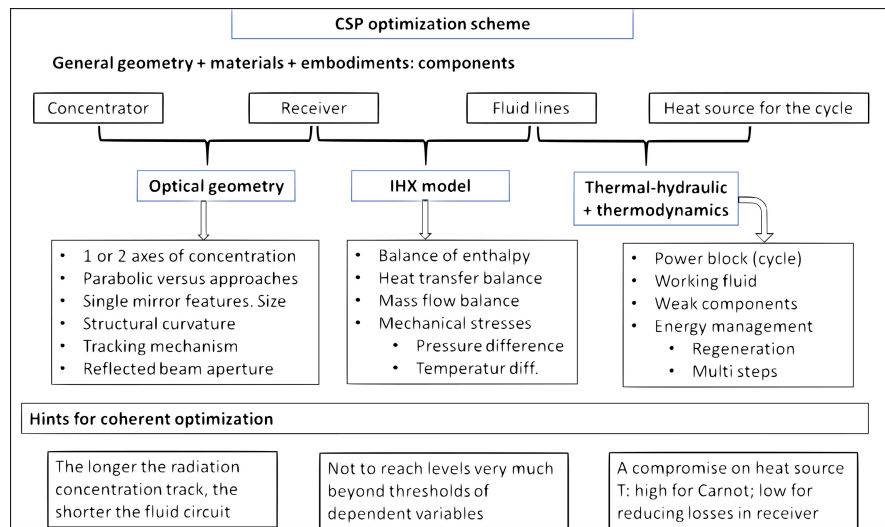 CSP optimization scheme
General geometry + materials + embodiments: components
Concentrator
Receiver
Fluid lines
Heat source for the cycle
Optical geometry
IHX model
Thermal-hydraulic
+ thermodynamics
• 1 or 2 axes of concentration
• Parabolic versus approaches
• Single mirror features. Size
• Structural curvature
• Tracking mechanism
• Reflected beam aperture
• Balance of enthalpy
• Heat transfer balance
• Mass flow balance
• Mechanical stresses
• Pressure difference
• Temperatur diff.
• Power block (cycle)
• Working fluid
• Weak components
• Energy management
• Regeneration
• Multi steps
Hints for coherent optimization
The longer the radiation
concentration track, the
shorter the fluid circuit
Not to reach levels very much
beyond thresholds of
dependent variables
A compromise on heat source
T: high for Carnot; low for
reducing losses in receiver